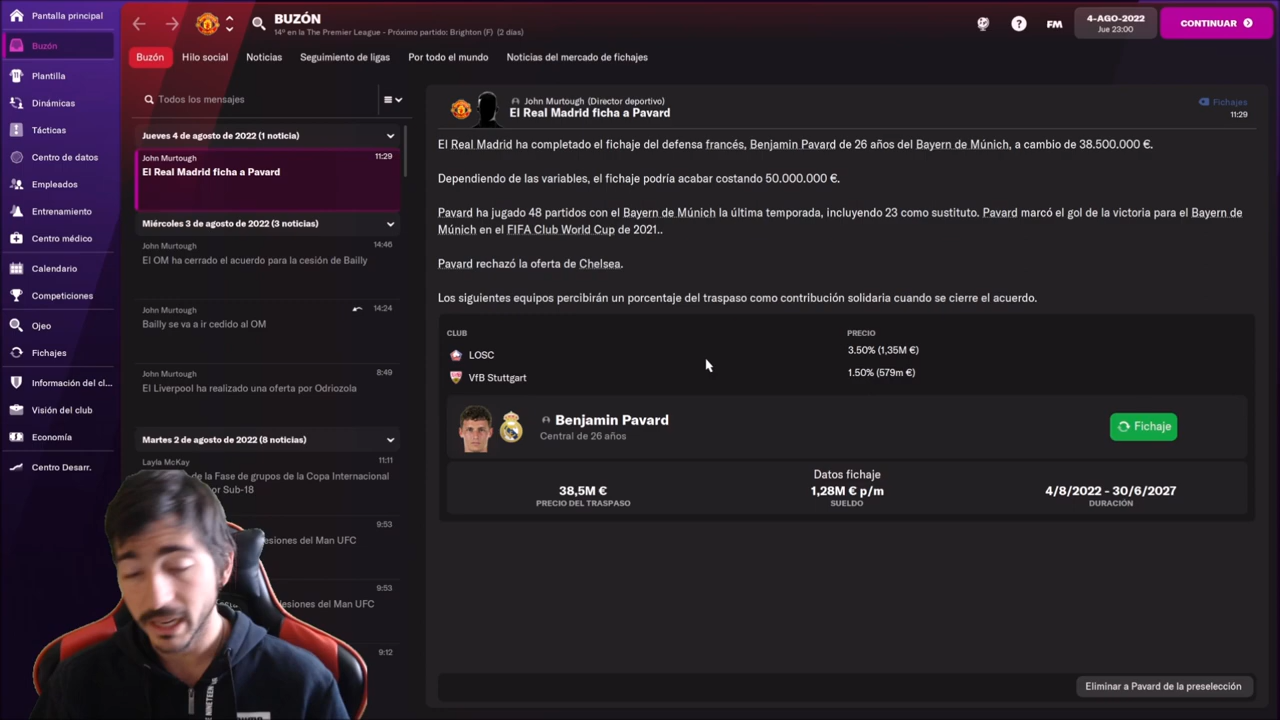 Pantalla principal
Buzón
Plantilla
Dinámicas
Tácticas
Centro de datos
Empleados
Entrenamiento
Centro médico
Calendario
Competiciones
Ojeo
Fichajes
Información del cl...
Visión del club
Economía
Centro Desarr.
BUZÓN
14º en la The Premier League - Próximo partido: Brighton (F) (2 días)
FM
4-AGO-2022
Jue 23:00
CONTINUAR
Buzón
Hilo social
Noticias
Seguimiento de ligas
Por todo el mundo
Noticias del mercado de fichajes
Todos los mensajes
Jueves 4 de agosto de 2022 (1 noticia)
John Murtough 11:29
El Real Madrid ficha a Pavard
Miércoles 3 de agosto de 2022 (3 noticias)
John Murtough 14:46
El OM ha cerrado el acuerdo para la cesión de Bailly
John Murtough 14:24
Bailly se va a ir cedido al OM
John Murtough 8:49
El Liverpool ha realizado una oferta por Odriozola
Martes 2 de agosto de 2022 (8 noticias)
Layla McKay 11:11
de la Fase de grupos de la Copa Internacional
or Sub-18
9:53
esiones del Man UFC
9:53
esiones del Man UFC
9:12
John Murtough (Director deportivo)
El Real Madrid ficha a Pavard
Fichajes
11:29
El Real Madrid ha completado el fichaje del defensa francés, Benjamin Pavard de 26 años del Bayern de Múnich, a cambio de 38.500.000 €.
Dependiendo de las variables, el fichaje podría acabar costando 50.000.000 €.
Pavard ha jugado 48 partidos con el Bayern de Múnich la última temporada, incluyendo 23 como sustituto. Pavard marcó el gol de la victoria para el Bayern de
Múnich en el FIFA Club World Cup de 2021..
Pavard rechazó la oferta de Chelsea.
Los siguientes equipos percibirán un porcentaje del traspaso como contribución solidaria cuando se cierre el acuerdo.
CLUB PRECIO
LOSC 3.50% (1,35M €)
VfB Stuttgart 1.50% (579m €)
Benjamin Pavard
Central de 26 años
Fichaje
Datos fichaje
38,5M € 1,28M € p/m 4/8/2022 - 30/6/2027
PRECIO DEL TRASPASO SUELDO DURACIÓN
Eliminar a Pavard de la preselección